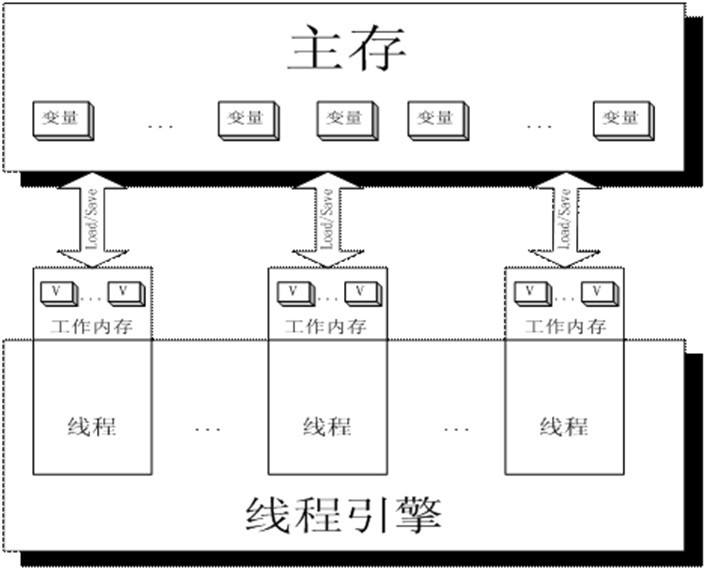 主存
变量 ... 变量 变量 变量 ... 变量
Load/Save Load/Save Load/Save
V ... V V ... V V ... V
工作内存 工作内存 工作内存
线程 ... 线程 ... 线程
线程引擎